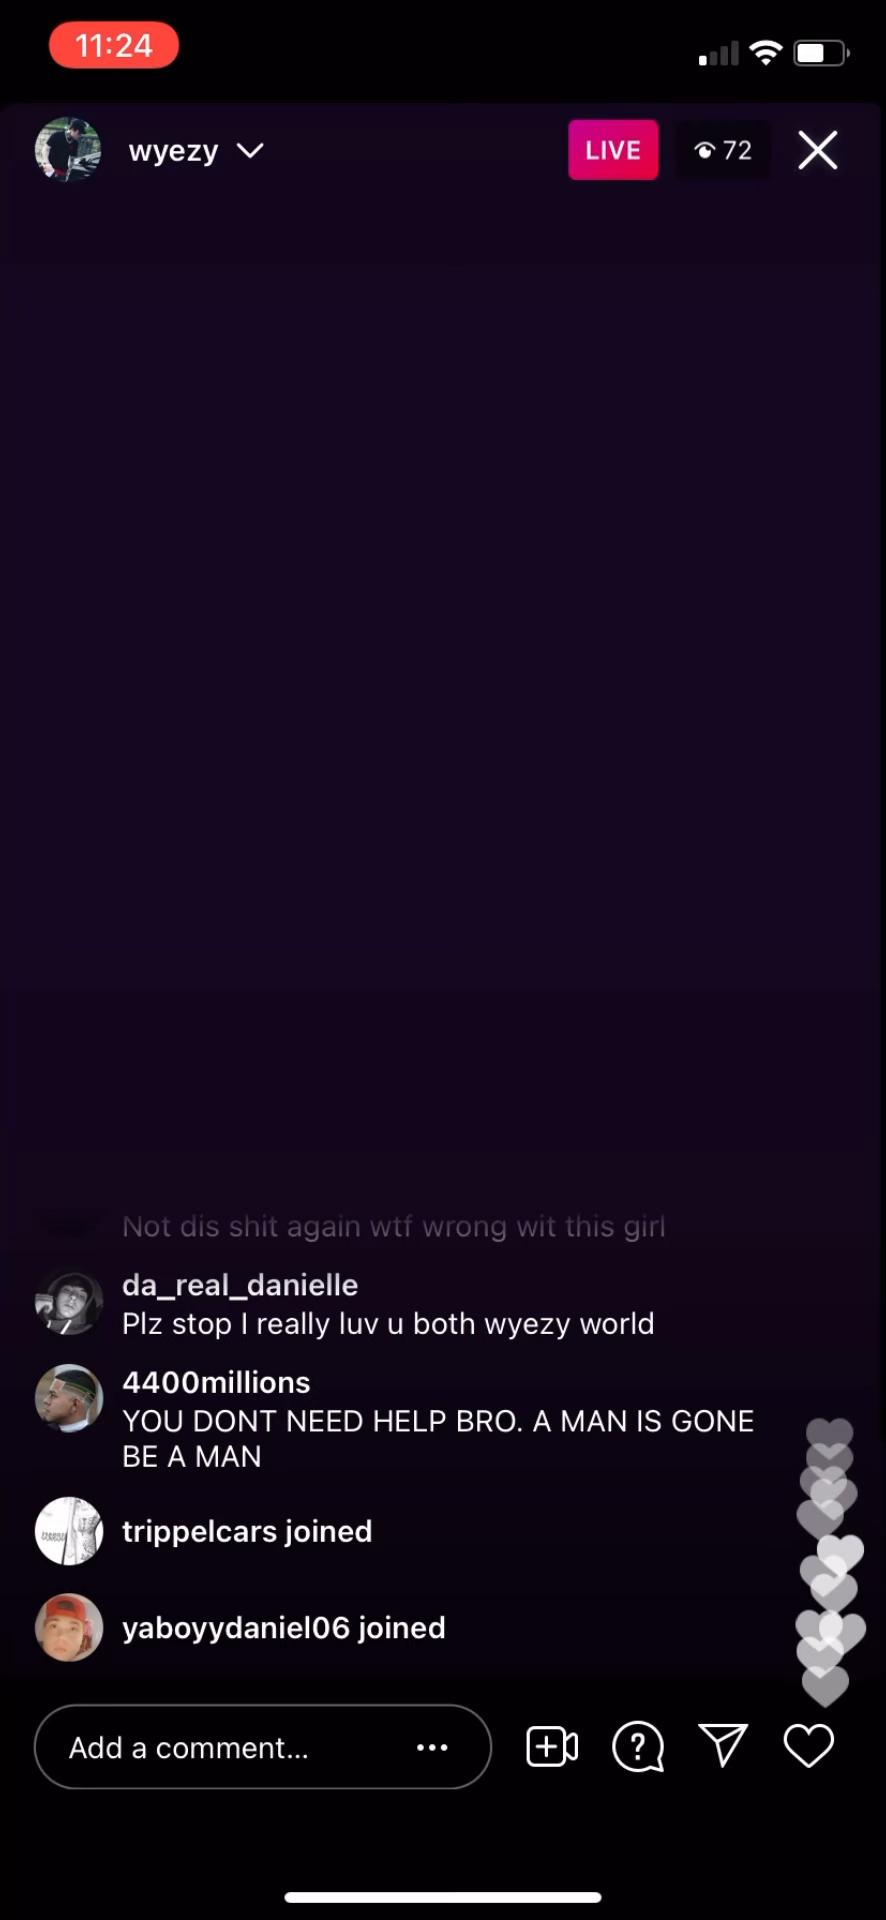 11:24
wyezy
LIVE
72
Not dis shit again wtf wrong wit this girl
da_real_danielle
Plz stop I really luv u both wyezy world
4400millions
YOU DONT NEED HELP BRO. A MAN IS GONE
BE A MAN
trippelcars joined
yaboyydaniel06 joined
Add a comment...